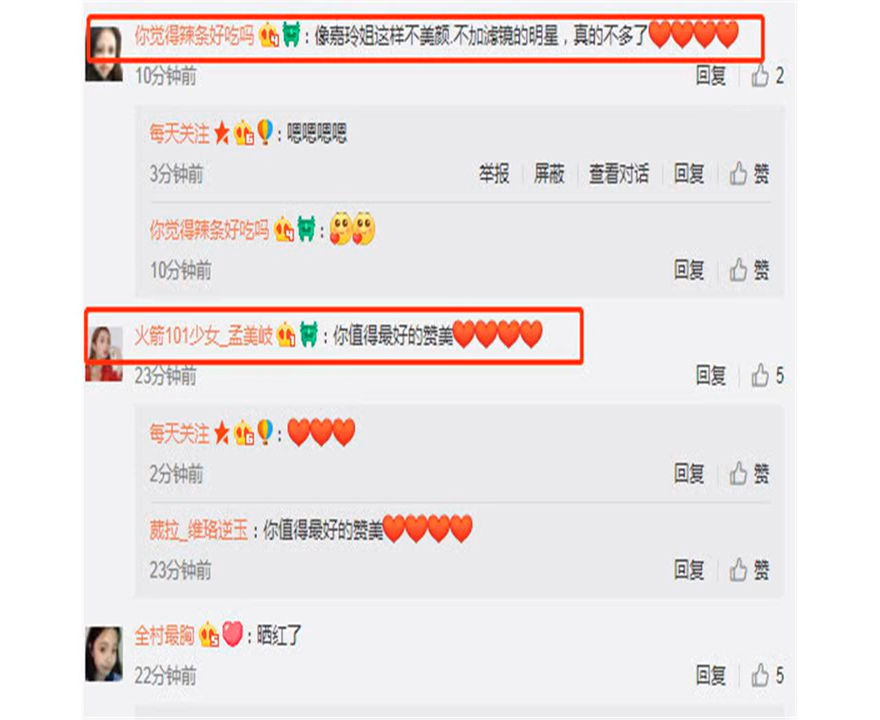 你觉得辣条好吃吗：像嘉玲姐这样不美颜.不加滤镜的明星，真的不多了
10分钟前 回复 2
每天关注：嗯嗯嗯嗯
3分钟前 举报 屏蔽 查看对话 回复 赞
你觉得辣条好吃吗：
10分钟前 回复 赞
火箭101少女_孟美岐：你值得最好的赞美
23分钟前 回复 5
每天关注：
2分钟前 回复 赞
蕆拉_维珞逆玉：你值得最好的赞美
23分钟前 回复 赞
全村最胸：晒红了
22分钟前 回复 5